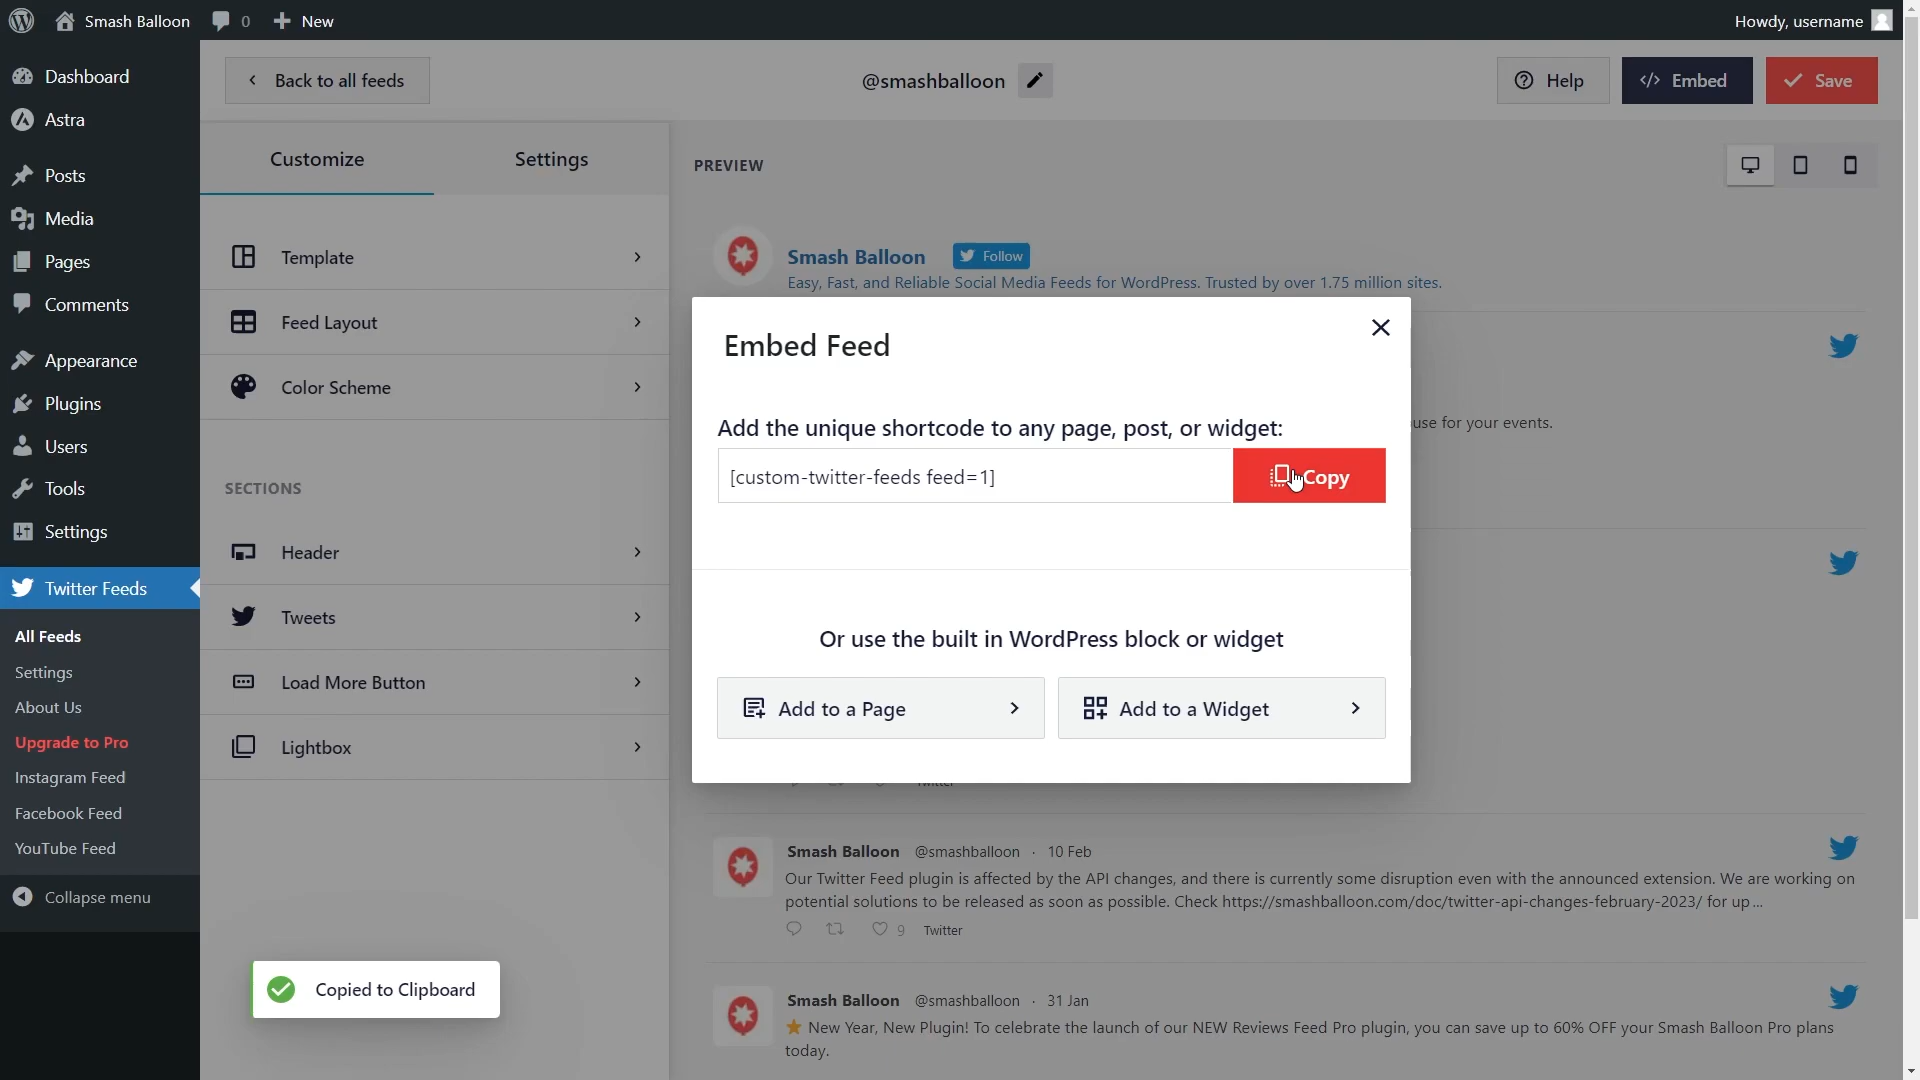 Smash Balloon
0
New
Howdy, username
Dashboard
Astra
Posts
Media
Pages
Comments
Appearance
Plugins
Users
Tools
Settings
Twitter Feeds
All Feeds
Settings
About Us
Upgrade to Pro
Instagram Feed
Facebook Feed
YouTube Feed
Collapse menu
Back to all feeds
@smashballoon
Help
</> Embed
Save
Customize
Settings
Template
Feed Layout
Color Scheme
SECTIONS
Header
Tweets
Load More Button
Lightbox
PREVIEW
Smash Balloon
Follow
Easy, Fast, and Reliable Social Media Feeds for WordPress. Trusted by over 1.75 million sites.
use for your events.
Embed Feed
Add the unique shortcode to any page, post, or widget:
[custom-twitter-feeds feed=1]
Copy
Or use the built in WordPress block or widget
Add to a Page
Add to a Widget
Twitter
Smash Balloon @smashballoon · 10 Feb
Our Twitter Feed plugin is affected by the API changes, and there is currently some disruption even with the announced extension. We are working on
potential solutions to be released as soon as possible. Check https://smashballoon.com/doc/twitter-api-changes-february-2023/ for up...
9 Twitter
Smash Balloon @smashballoon · 31 Jan
⭐ New Year, New Plugin! To celebrate the launch of our NEW Reviews Feed Pro plugin, you can save up to 60% OFF your Smash Balloon Pro plans
today.
Copied to Clipboard